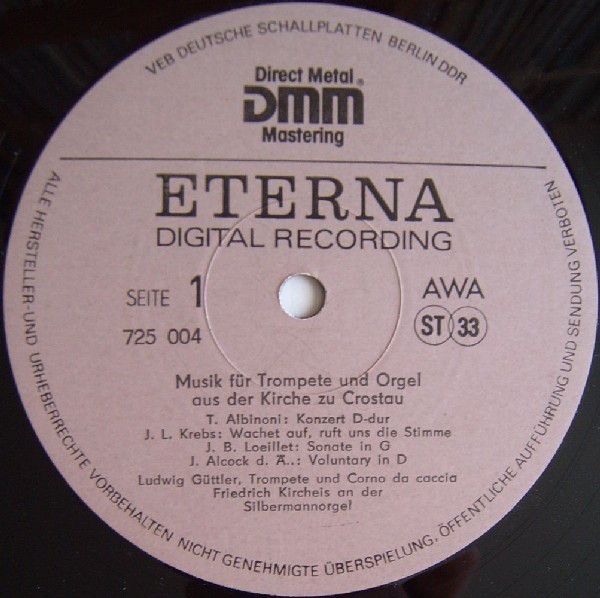 VEB DEUTSCHE SCHALLPLATTEN BERLIN DDR
Direct Metal ®
DMM
Mastering
ETERNA
DIGITAL RECORDING
SEITE 1
AWA
725 004
ST 33
Musik für Trompete und Orgel
aus der Kirche zu Crostau
T. Albinoni: Konzert D-dur
J. L. Krebs: Wachet auf, ruft uns die Stimme
J. B. Loeillet: Sonate in G
J. Alcock d. Ä..: Voluntary in D
Ludwig Güttler, Trompete und Corno da caccia
Friedrich Kircheis an der
Silbermannorgel
ALLE HERSTELLER-UND URHEBERRECHTE VORBEHALTEN NICHT GENEHMIGTE ÜBERSPIELUNG, ÖFFENTLICHE AUFFÜHRUNG UND SENDUNG VERBOTEN